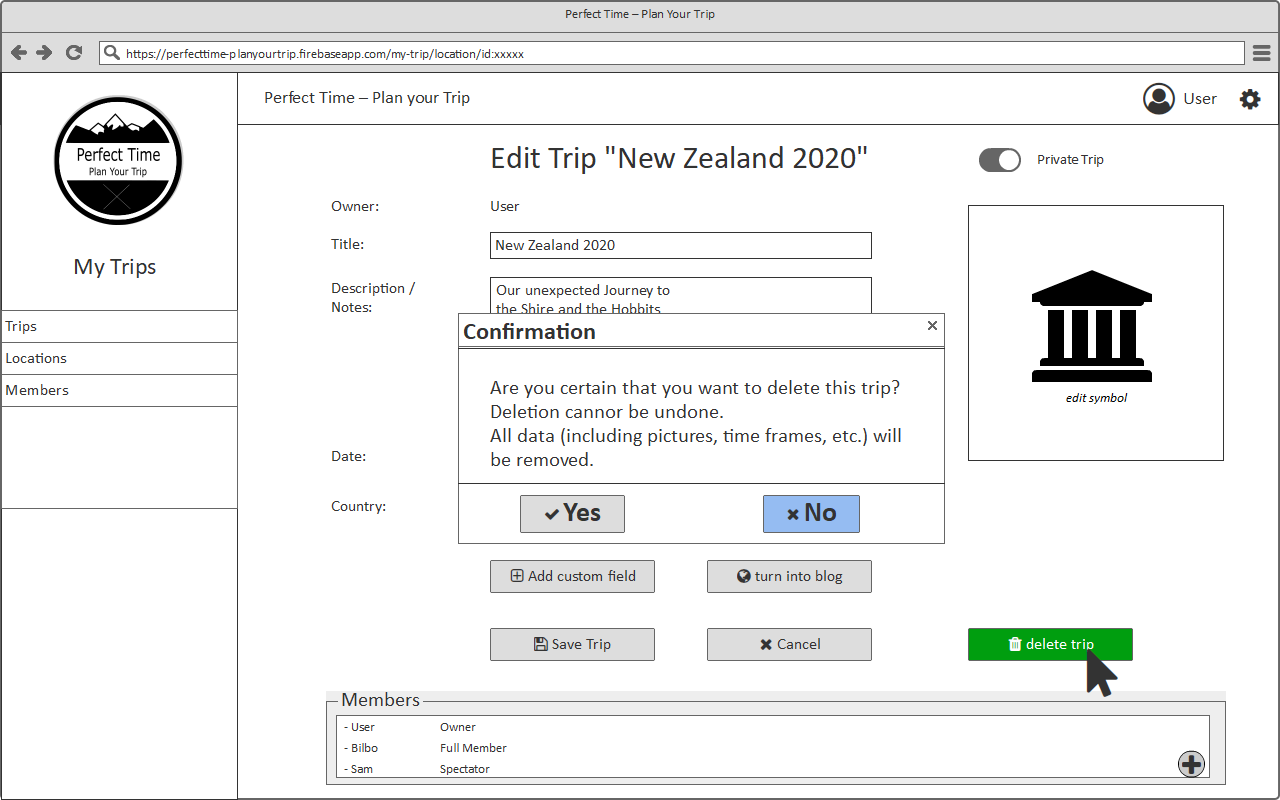 Perfect Time – Plan Your Trip
https://perfecttime-planyourtrip.firebaseapp.com/my-trip/location/id:xxxxx
Perfect Time
Plan Your Trip
My Trips
Trips
Locations
Members
Perfect Time – Plan your Trip
User
Edit Trip "New Zealand 2020"
Private Trip
Owner:
User
Title:
New Zealand 2020
Description /
Notes:
Our unexpected Journey to
the Shire and the Hobbits
edit symbol
Confirmation
Are you certain that you want to delete this trip?
Deletion cannor be undone.
All data (including pictures, time frames, etc.) will
be removed.
Yes
No
Date:
Country:
Add custom field
turn into blog
Save Trip
Cancel
delete trip
Members
- User Owner
- Bilbo Full Member
- Sam Spectator